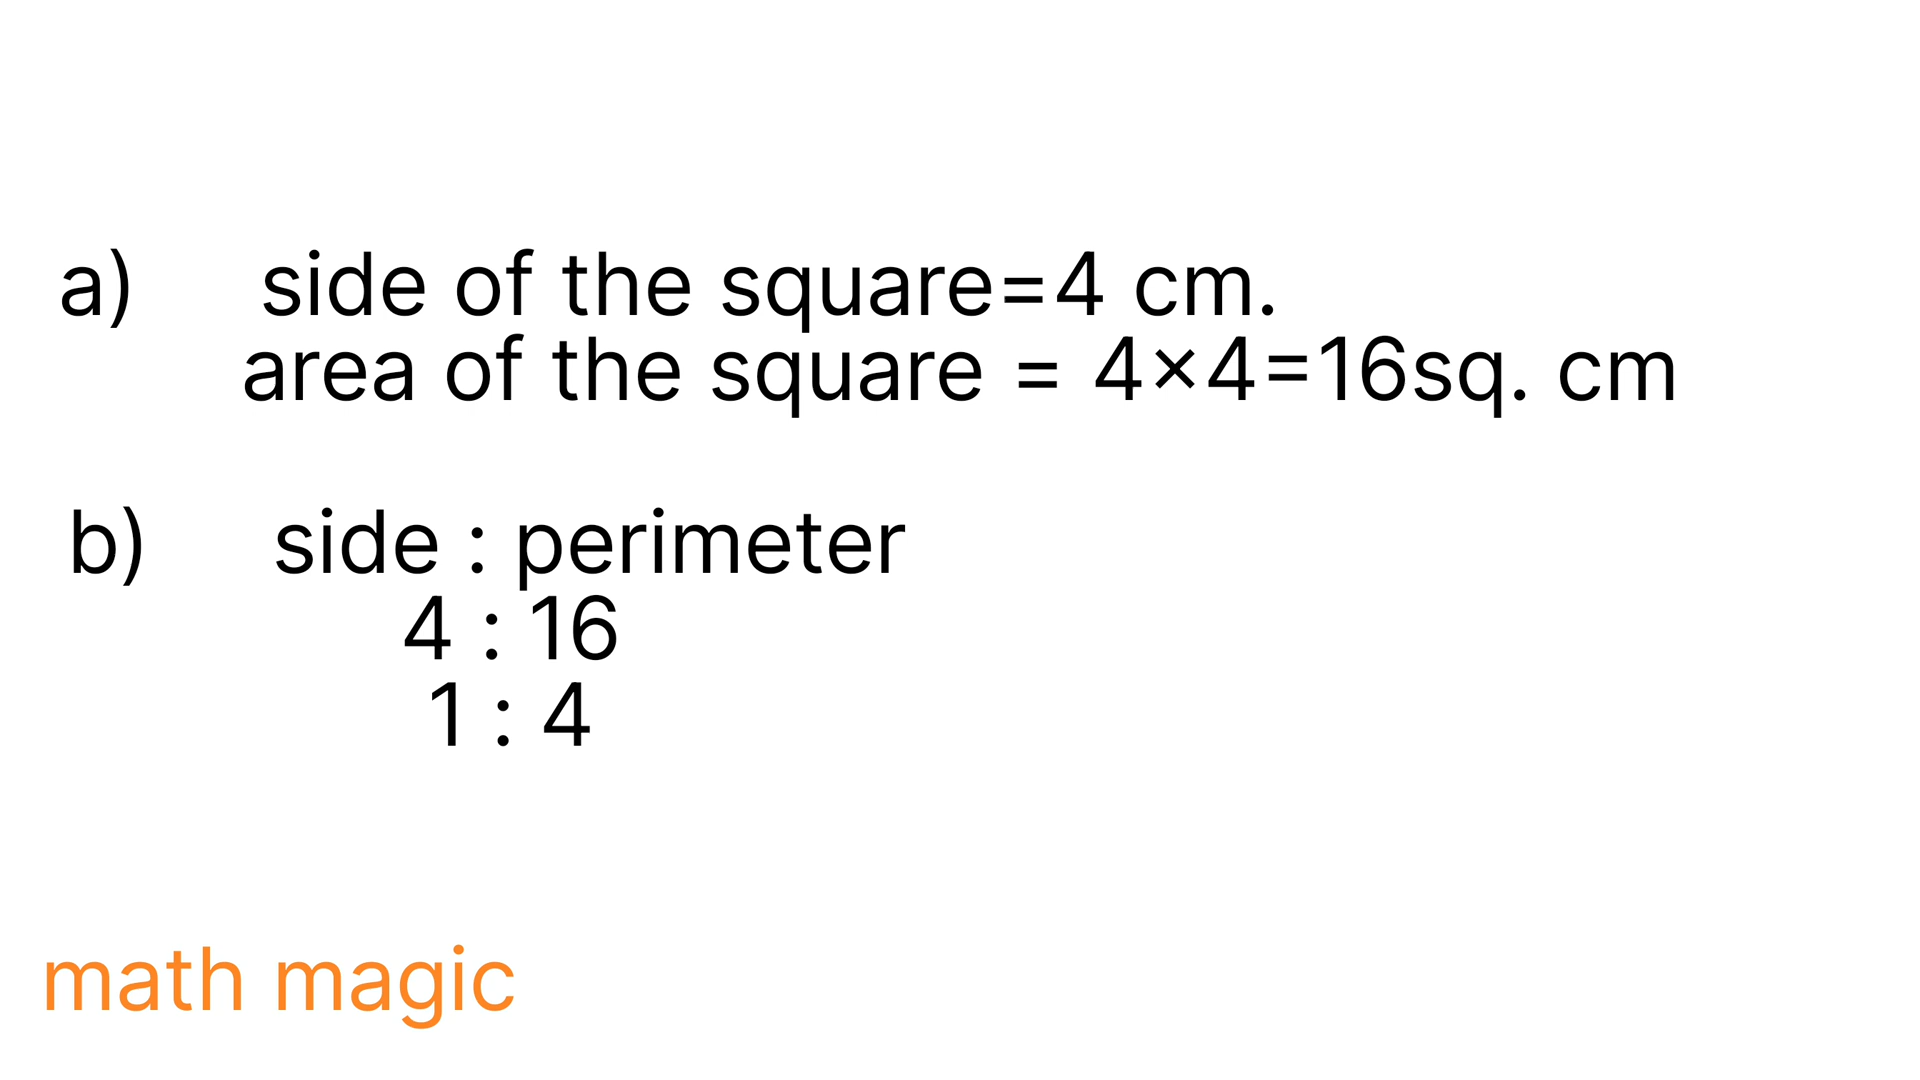 a) side of the square=4 cm.
area of the square = 4×4=16sq. cm
b) side : perimeter
4 : 16
1 : 4
math magic